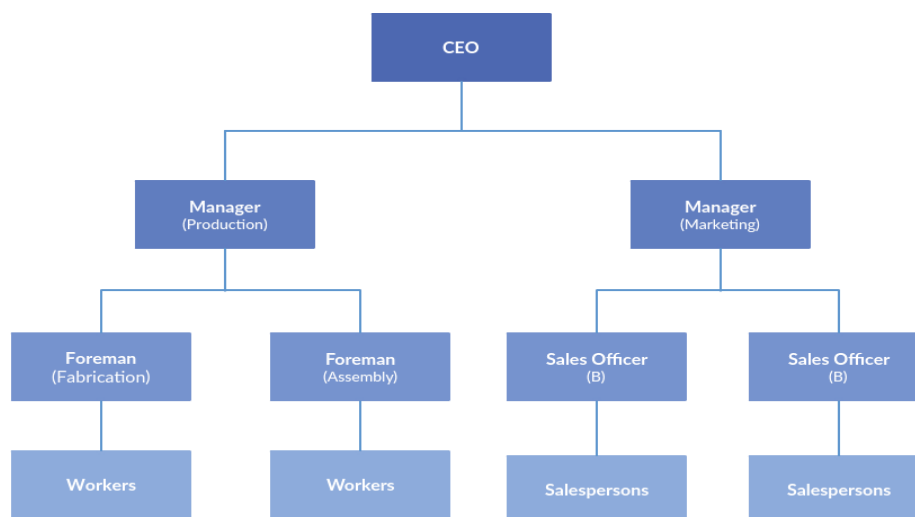 CEO
Manager
(Production)
Manager
(Marketing)
Foreman
(Fabrication)
Foreman
(Assembly)
Sales Officer
(B)
Sales Officer
(B)
Workers
Workers
Salespersons
Salespersons